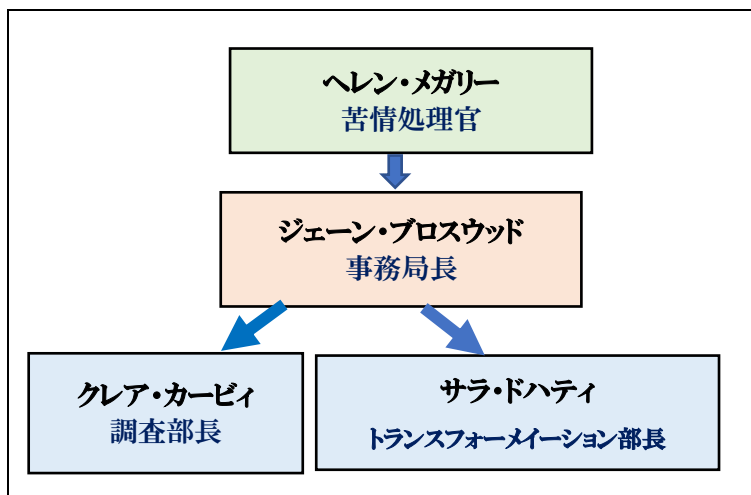 ヘレン・メガリー
苦情処理官
ジェーン・ブロスウッド
事務局長
クレア・カービィ
調査部長
サラ・ドハティ
トランスフォーメイーション部長